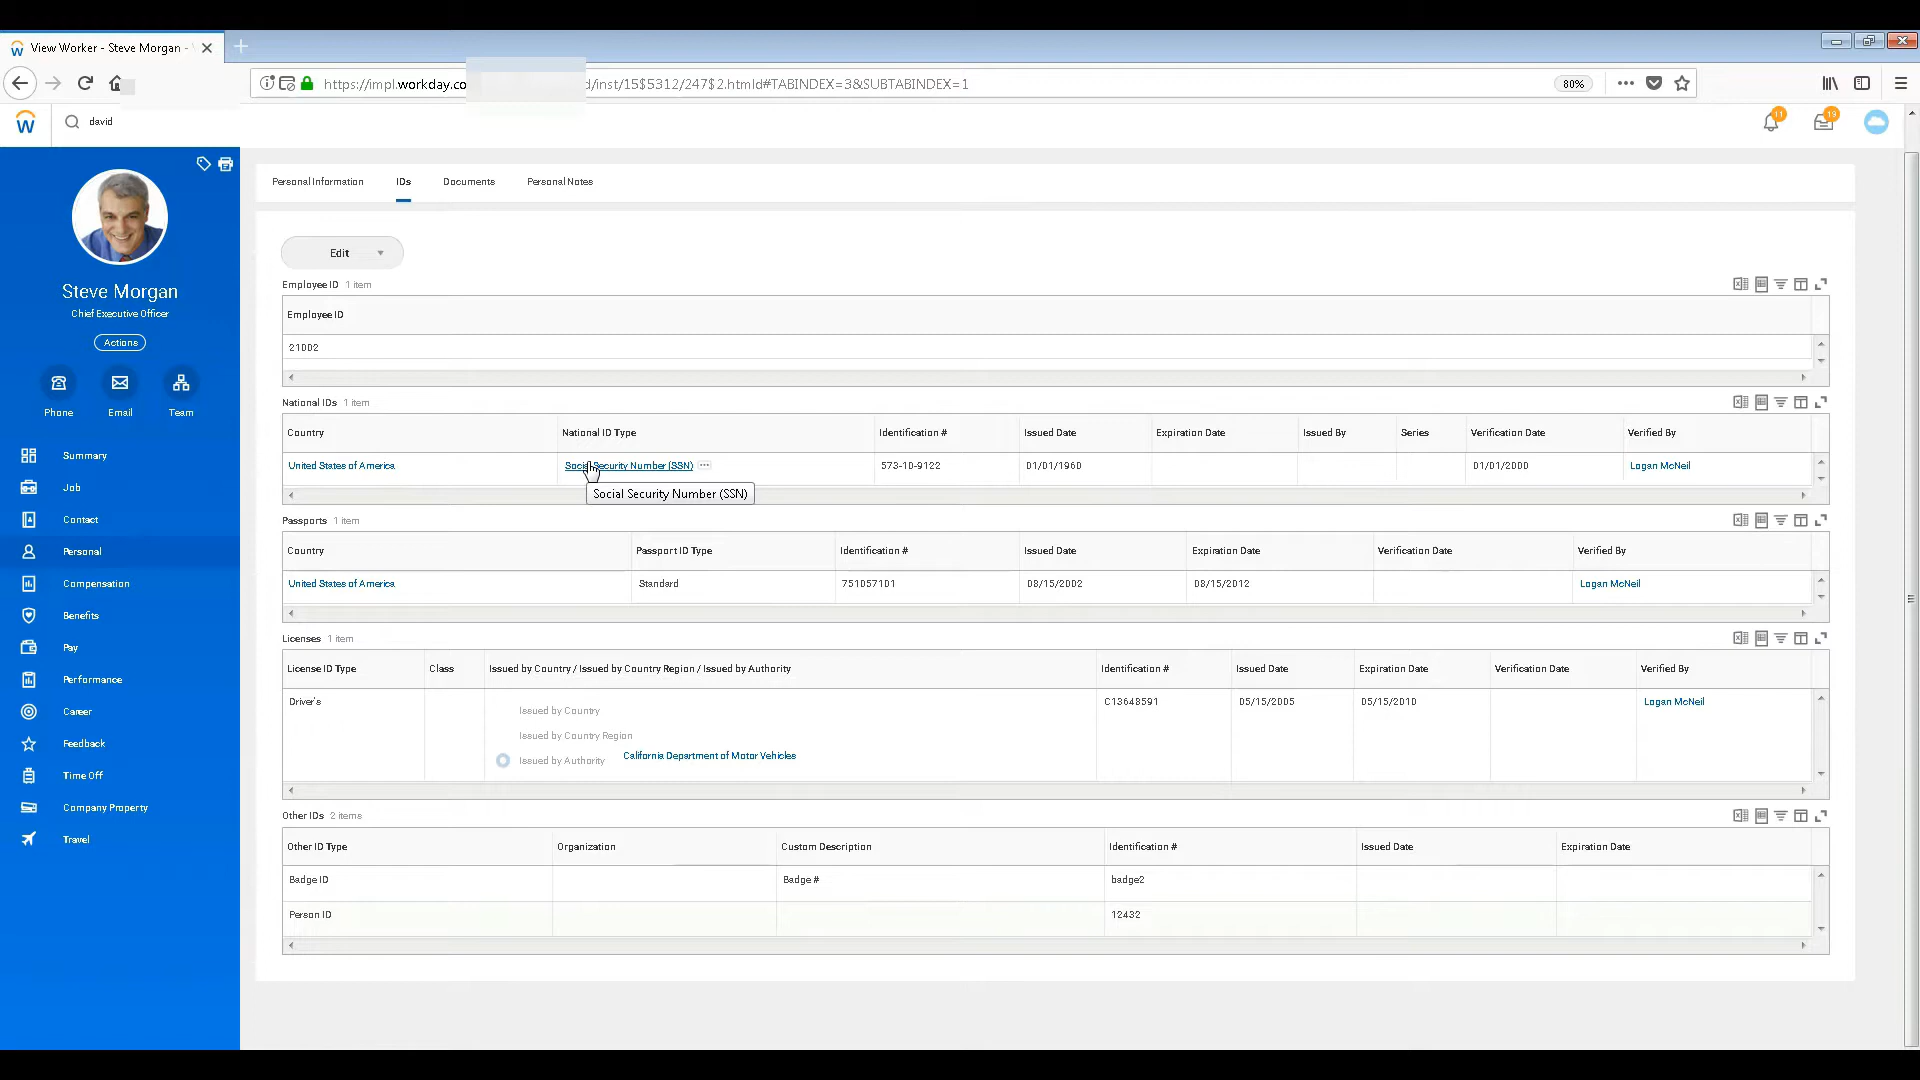 View Worker - Steve Morgan -
https://impl.workday.co d/inst/15$5312/247$2.htmld#TABINDEX=3&SUBTABINDEX=1 80%
david 11 19
Personal Information IDs Documents Personal Notes
Steve Morgan
Chief Executive Officer
Actions
Phone Email Team
Summary
Job
Contact
Personal
Compensation
Benefits
Pay
Performance
Career
Feedback
Time Off
Company Property
Travel
Edit
Employee ID 1 item
Employee ID
21002
National IDs 1 item
Country National ID Type Identification # Issued Date Expiration Date Issued By Series Verification Date Verified By
United States of America Social Security Number (SSN) 573-10-9122 01/01/1960 01/01/2000 Logan McNeil
Social Security Number (SSN)
Passports 1 item
Country Passport ID Type Identification # Issued Date Expiration Date Verification Date Verified By
United States of America Standard 751057101 08/15/2002 08/15/2012 Logan McNeil
Licenses 1 item
License ID Type Class Issued by Country / Issued by Country Region / Issued by Authority Identification # Issued Date Expiration Date Verification Date Verified By
Driver's C13648591 05/15/2005 05/15/2010 Logan McNeil
Issued by Country
Issued by Country Region
Issued by Authority California Department of Motor Vehicles
Other IDs 2 items
Other ID Type Organization Custom Description Identification # Issued Date Expiration Date
Badge ID Badge # badge2
Person ID 12432